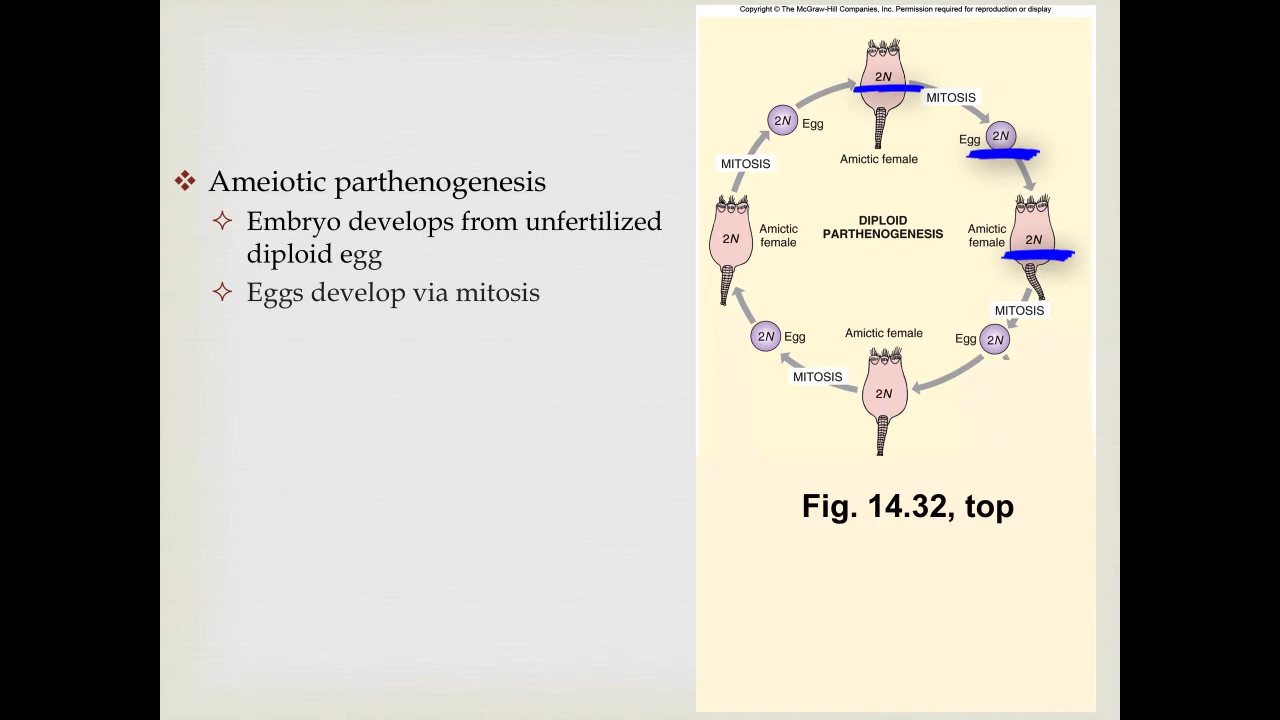 Copyright © The McGraw-Hill Companies, Inc. Permission required for reproduction or display
Ameiotic parthenogenesis
Embryo develops from unfertilized
diploid egg
Eggs develop via mitosis
2N
MITOSIS
2N Egg
Egg 2N
Amictic female
MITOSIS
2N
Amictic
female
DIPLOID
PARTHENOGENESIS
Amictic
female
2N
MITOSIS
2N Egg
Amictic female
Egg 2N
MITOSIS
2N
Fig. 14.32, top